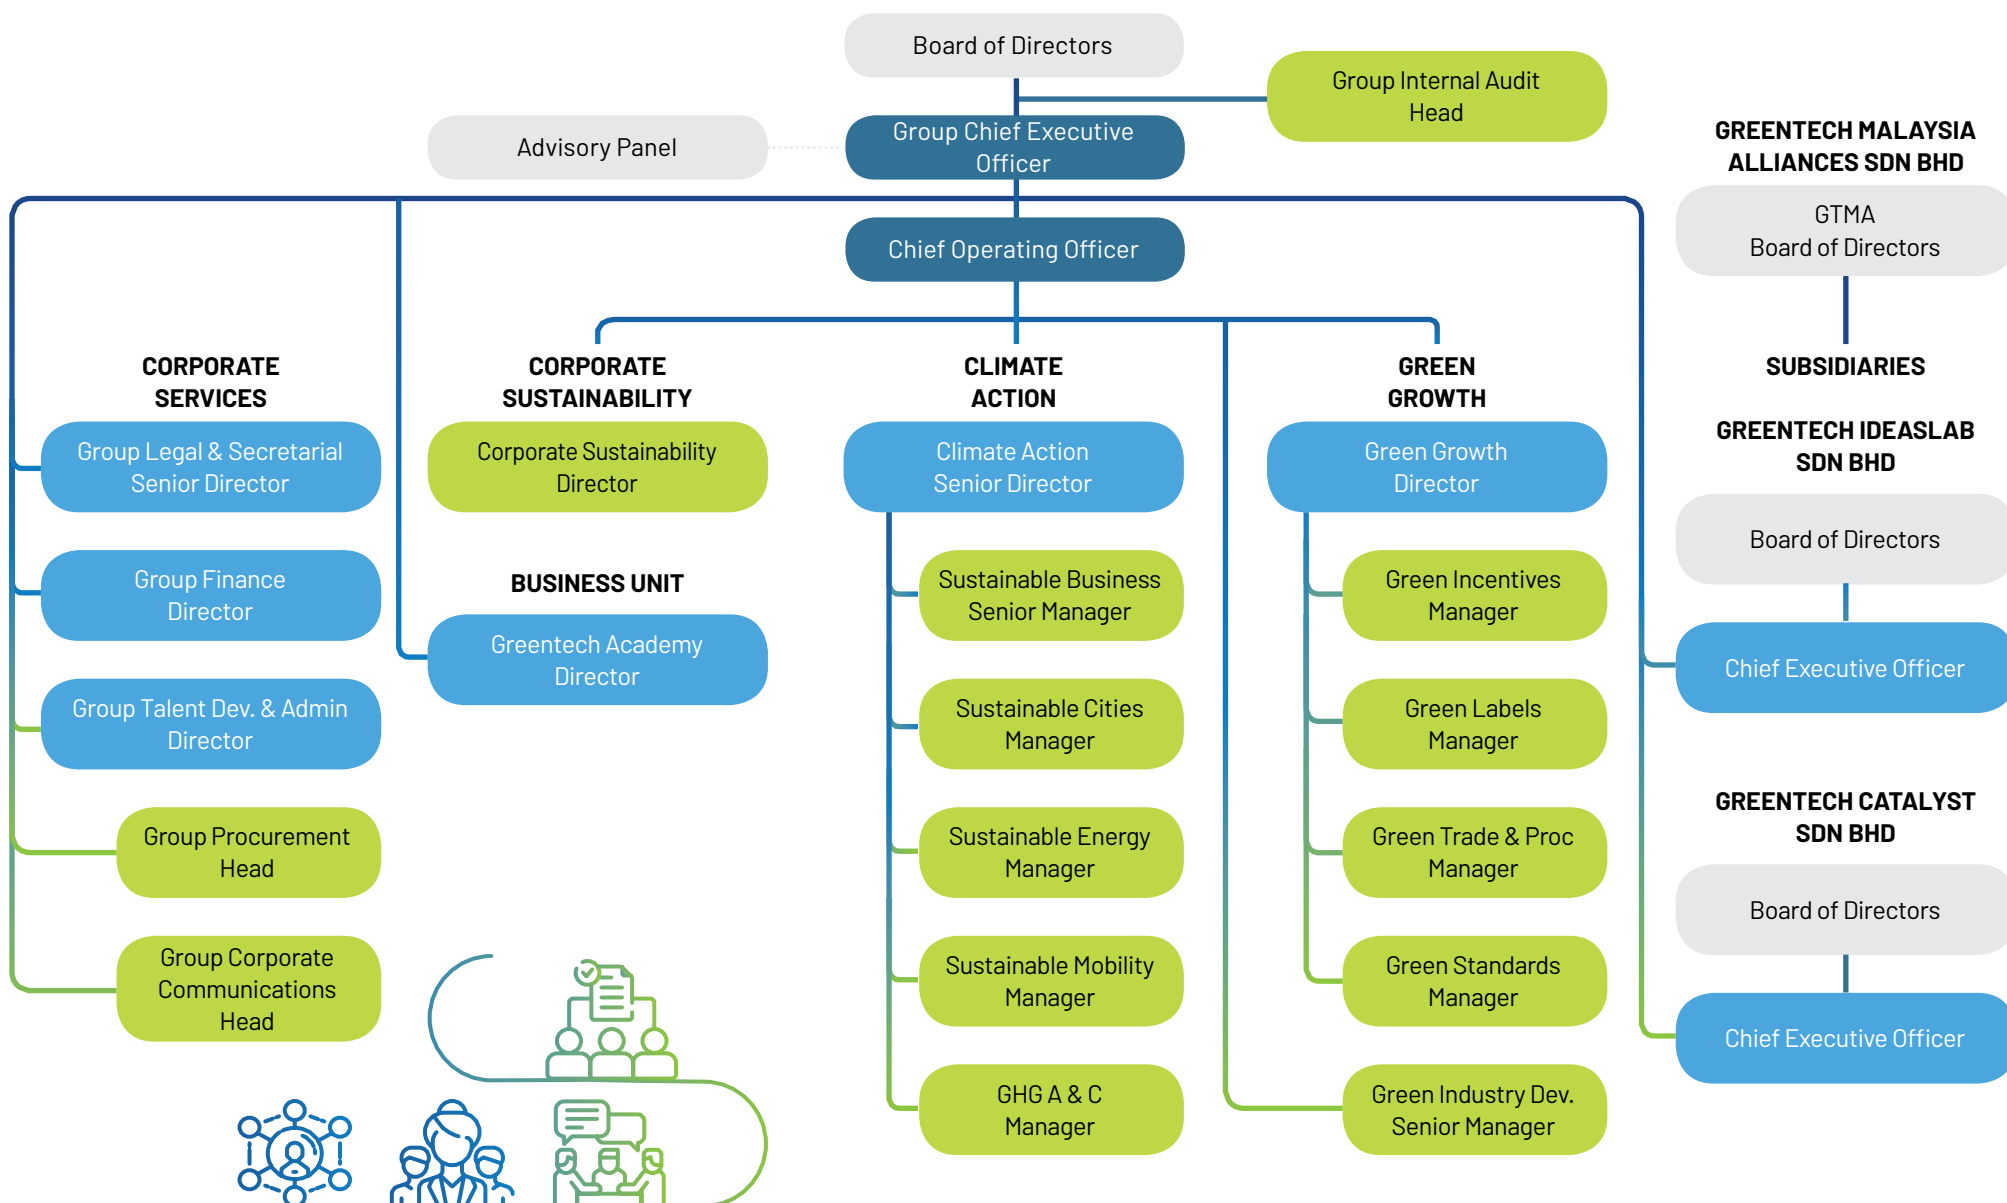 Board of Directors
Group Internal Audit
Head
Advisory Panel
Group Chief Executive
Officer
Chief Operating Officer
CORPORATE
SERVICES
Group Legal & Secretarial
Senior Director
Group Finance
Director
Group Talent Dev. & Admin
Director
Group Procurement
Head
Group Corporate
Communications
Head
CORPORATE
SUSTAINABILITY
Corporate Sustainability
Director
BUSINESS UNIT
Greentech Academy
Director
CLIMATE
ACTION
Climate Action
Senior Director
Sustainable Business
Senior Manager
Sustainable Cities
Manager
Sustainable Energy
Manager
Sustainable Mobility
Manager
GHG A & C
Manager
GREEN
GROWTH
Green Growth
Director
Green Incentives
Manager
Green Labels
Manager
Green Trade & Proc
Manager
Green Standards
Manager
Green Industry Dev.
Senior Manager
GREENTECH MALAYSIA
ALLIANCES SDN BHD
GTMA
Board of Directors
SUBSIDIARIES
GREENTECH IDEASLAB
SDN BHD
Board of Directors
Chief Executive Officer
GREENTECH CATALYST
SDN BHD
Board of Directors
Chief Executive Officer